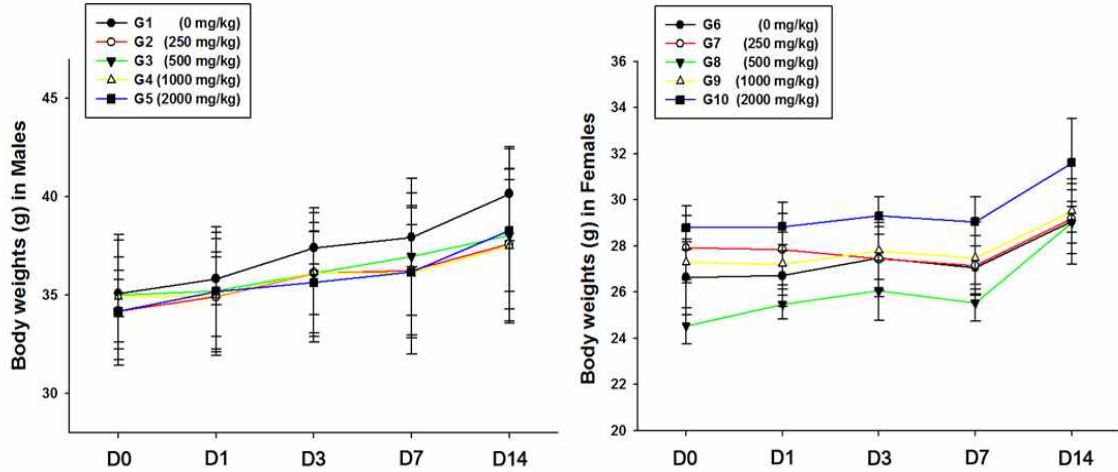 G1 (0 mg/kg)
G2 (250 mg/kg)
G3 (500 mg/kg)
G4 (1000 mg/kg)
G5 (2000 mg/kg)
Body weights (g) in Males
45
40
35
30
D0 D1 D3 D7 D14
G6 (0 mg/kg)
G7 (250 mg/kg)
G8 (500 mg/kg)
G9 (1000 mg/kg)
G10 (2000 mg/kg)
Body weights (g) in Females
36
34
32
30
28
26
24
22
20
D0 D1 D3 D7 D14